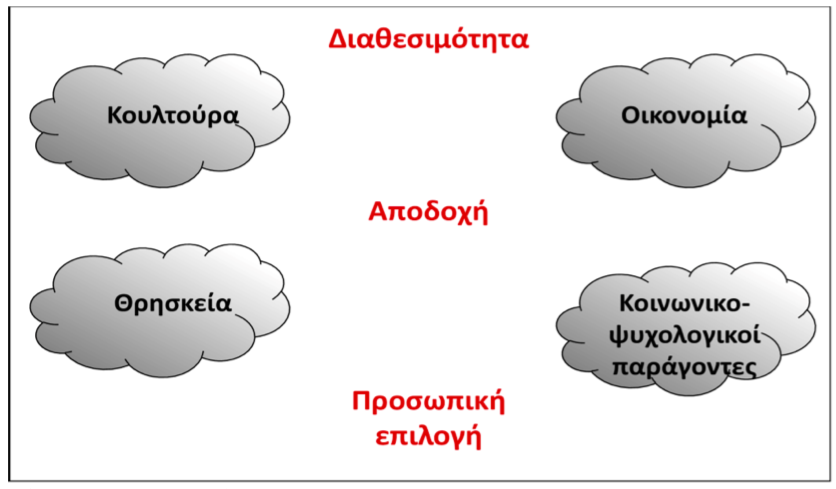 Διαθεσιμότητα
Κουλτούρα
Οικονομία
Αποδοχή
Θρησκεία
Κοινωνικο-
ψυχολογικοί
παράγοντες
Προσωπική
επιλογή